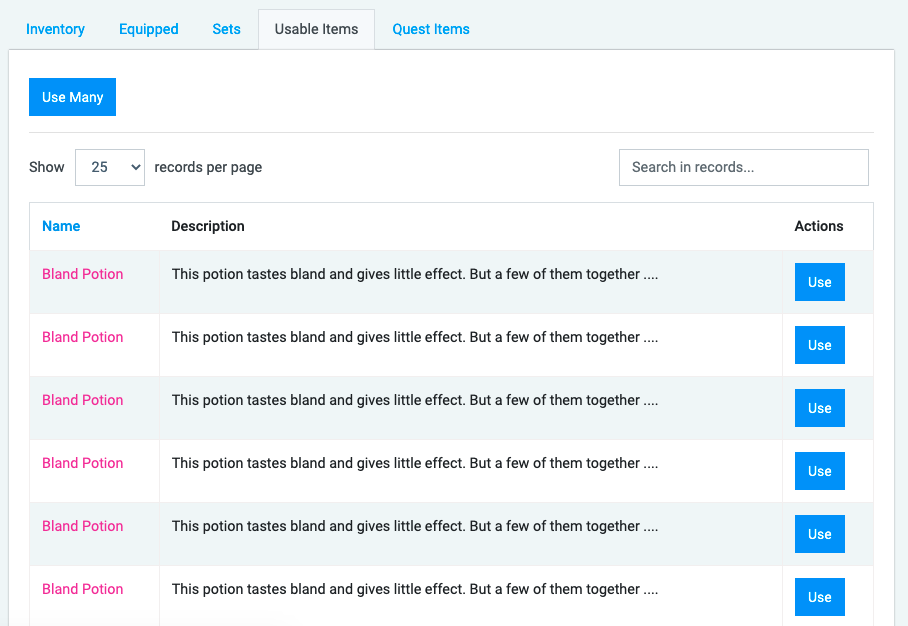 Inventory Equipped Sets Usable Items Quest Items
Use Many
Show 25 records per page Search in records...
Name Description Actions
Bland Potion This potion tastes bland and gives little effect. But a few of them together .... Use
Bland Potion This potion tastes bland and gives little effect. But a few of them together .... Use
Bland Potion This potion tastes bland and gives little effect. But a few of them together .... Use
Bland Potion This potion tastes bland and gives little effect. But a few of them together .... Use
Bland Potion This potion tastes bland and gives little effect. But a few of them together .... Use
Bland Potion This potion tastes bland and gives little effect. But a few of them together .... Use